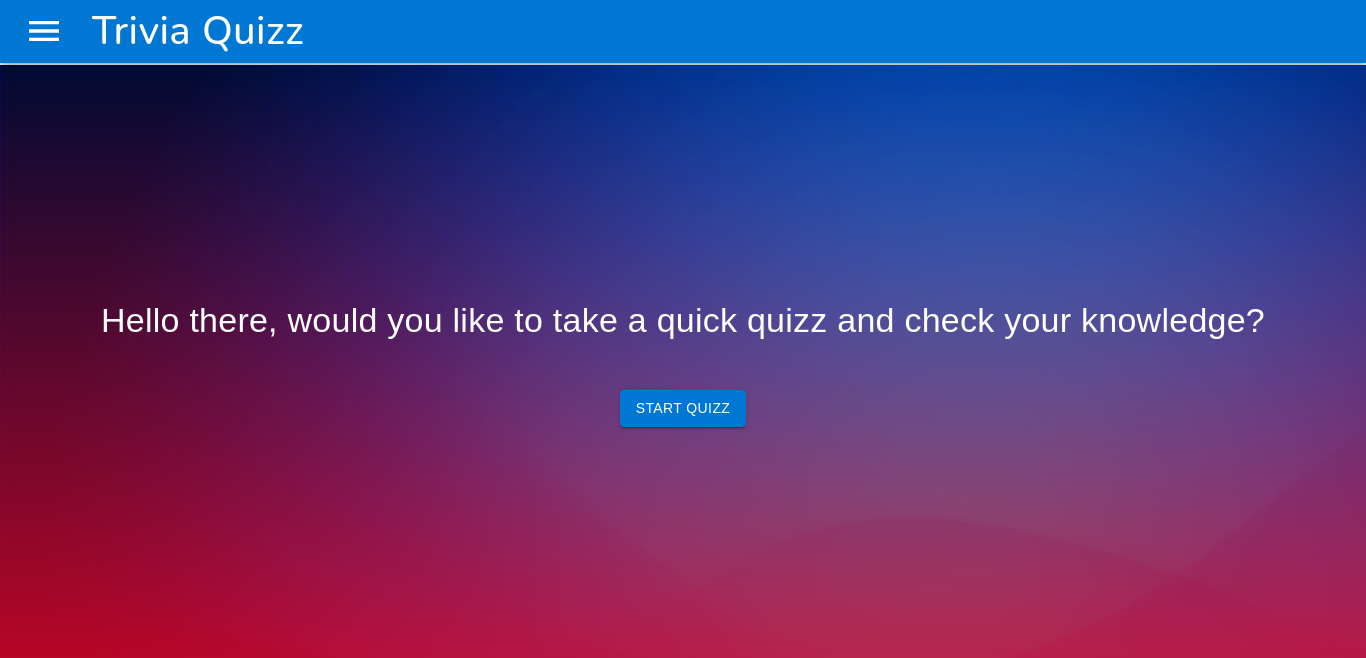 Trivia Quizz
Hello there, would you like to take a quick quizz and check your knowledge?
START QUIZZ